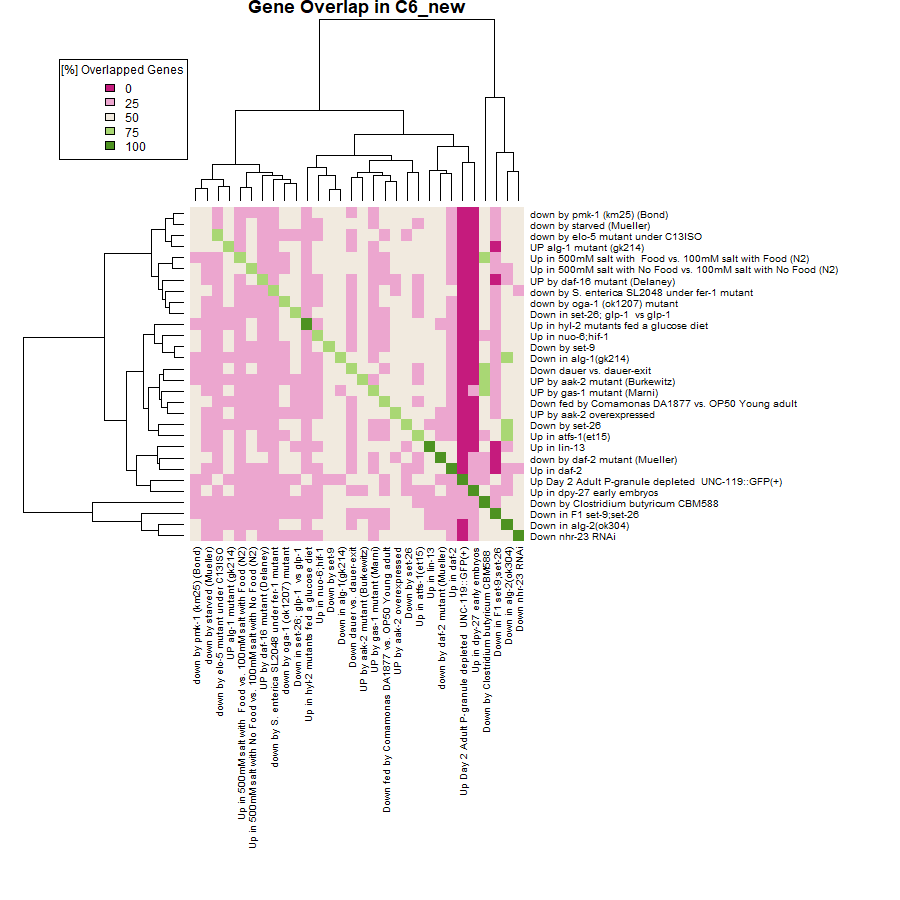 Gene Overlap in C6_new
[%] Overlapped Genes
0
25
50
75
100
down by pmk-1 (km25) (Bond)
down by starved (Mueller)
down by elo-5 mutant under C13ISO
UP alg-1 mutant (gk214)
Up in 500mM salt with  Food vs. 100mM salt with Food (N2)
Up in 500mM salt with No Food vs. 100mM salt with No Food (N2)
UP by daf-16 mutant (Delaney)
down by S. enterica SL2048 under fer-1 mutant
down by oga-1 (ok1207) mutant
Down in set-26; glp-1  vs glp-1
Up in hyl-2 mutants fed a glucose diet
Up in nuo-6;hif-1
Down by set-9
Down in alg-1(gk214)
Down dauer vs. dauer-exit
UP by aak-2 mutant (Burkewitz)
UP by gas-1 mutant (Marni)
Down fed by Comamonas DA1877 vs. OP50 Young adult
UP by aak-2 overexpressed
Down by set-26
Up in atfs-1(et15)
Up in lin-13
down by daf-2 mutant (Mueller)
Up in daf-2
Up Day 2 Adult P-granule depleted  UNC-119::GFP(+)
Up in dpy-27 early embryos
Down by Clostridium butyricum CBM588
Down in F1 set-9;set-26
Down in alg-2(ok304)
Down nhr-23 RNAi
down by pmk-1 (km25) (Bond)
down by starved (Mueller)
down by elo-5 mutant under C13ISO
UP alg-1 mutant (gk214)
Up in 500mM salt with  Food vs. 100mM salt with Food (N2)
Up in 500mM salt with No Food vs. 100mM salt with No Food (N2)
UP by daf-16 mutant (Delaney)
down by S. enterica SL2048 under fer-1 mutant
down by oga-1 (ok1207) mutant
Down in set-26; glp-1  vs glp-1
Up in hyl-2 mutants fed a glucose diet
Up in nuo-6;hif-1
Down by set-9
Down in alg-1(gk214)
Down dauer vs. dauer-exit
UP by aak-2 mutant (Burkewitz)
UP by gas-1 mutant (Marni)
Down fed by Comamonas DA1877 vs. OP50 Young adult
UP by aak-2 overexpressed
Down by set-26
Up in atfs-1(et15)
Up in lin-13
down by daf-2 mutant (Mueller)
Up in daf-2
Up Day 2 Adult P-granule depleted  UNC-119::GFP(+)
Up in dpy-27 early embryos
Down by Clostridium butyricum CBM588
Down in F1 set-9;set-26
Down in alg-2(ok304)
Down nhr-23 RNAi